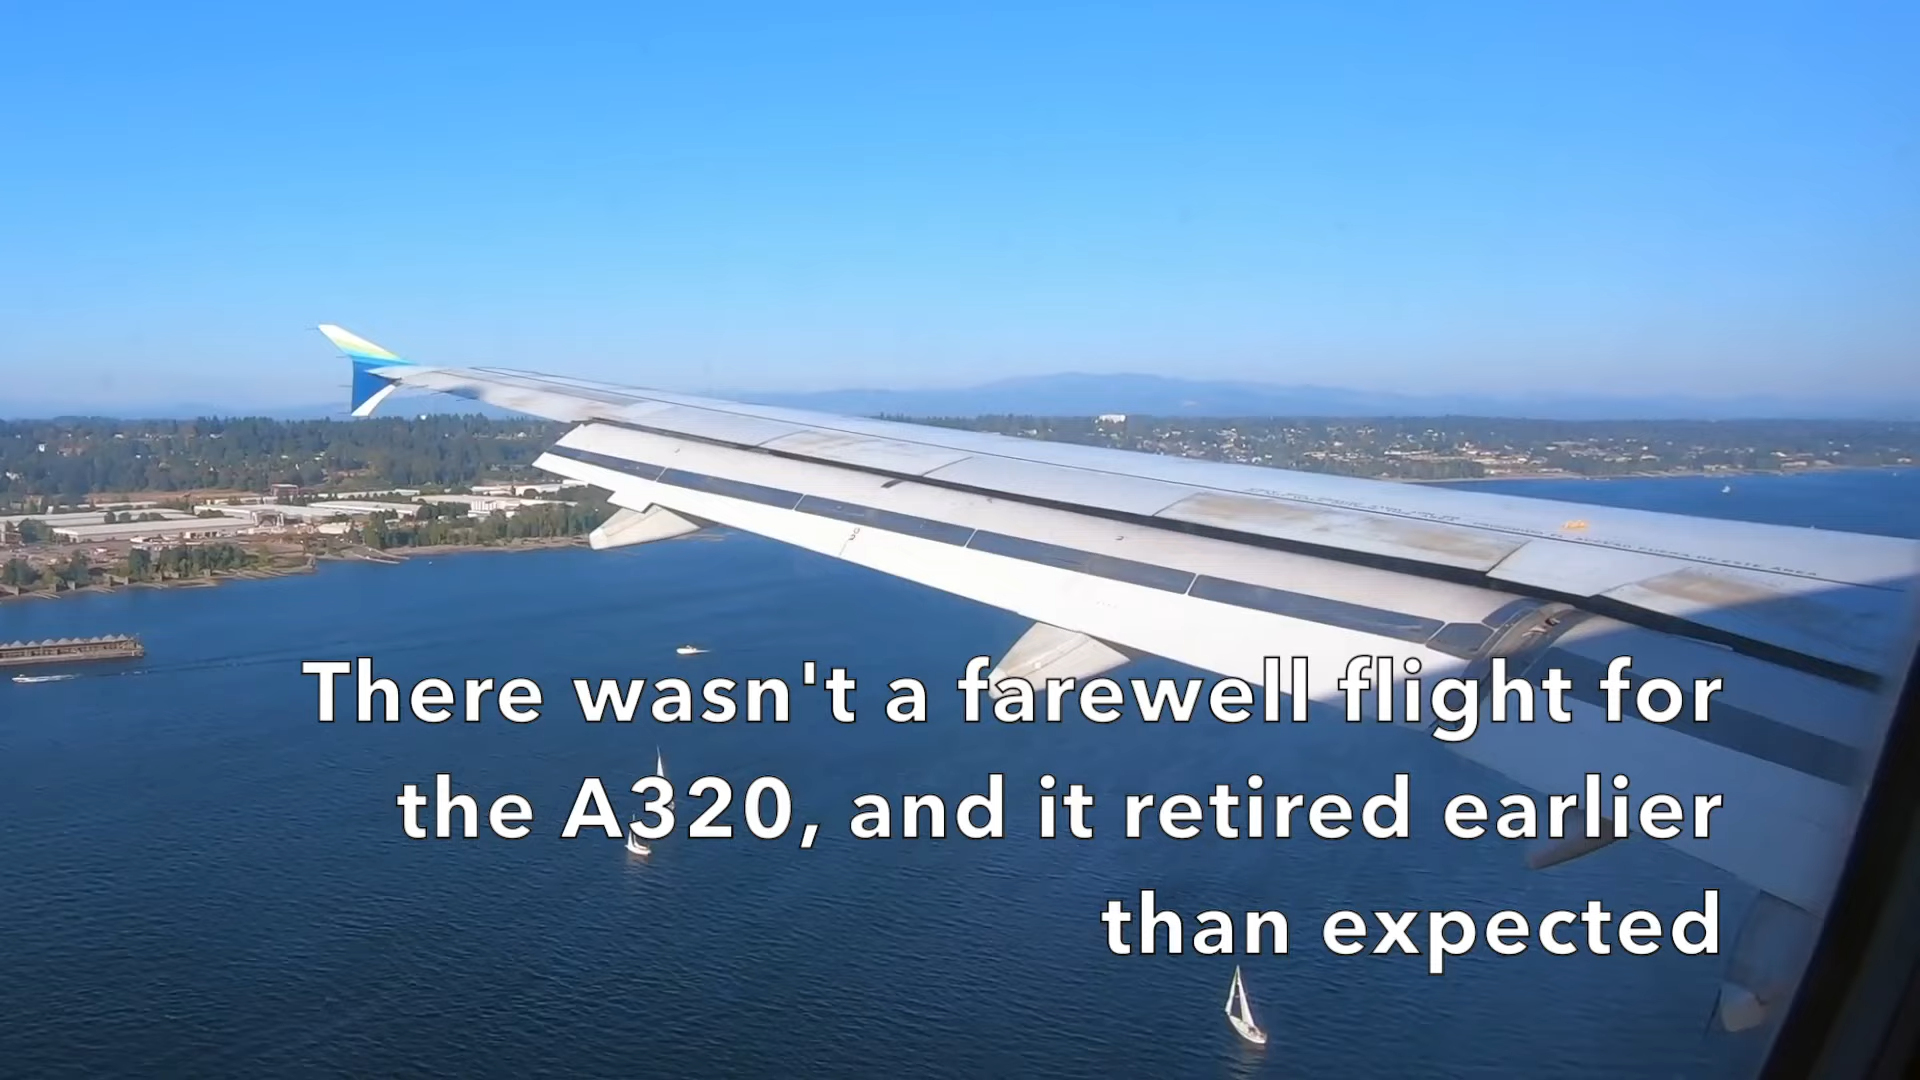 There wasn't a farewell flight for
the A320, and it retired earlier
than expected